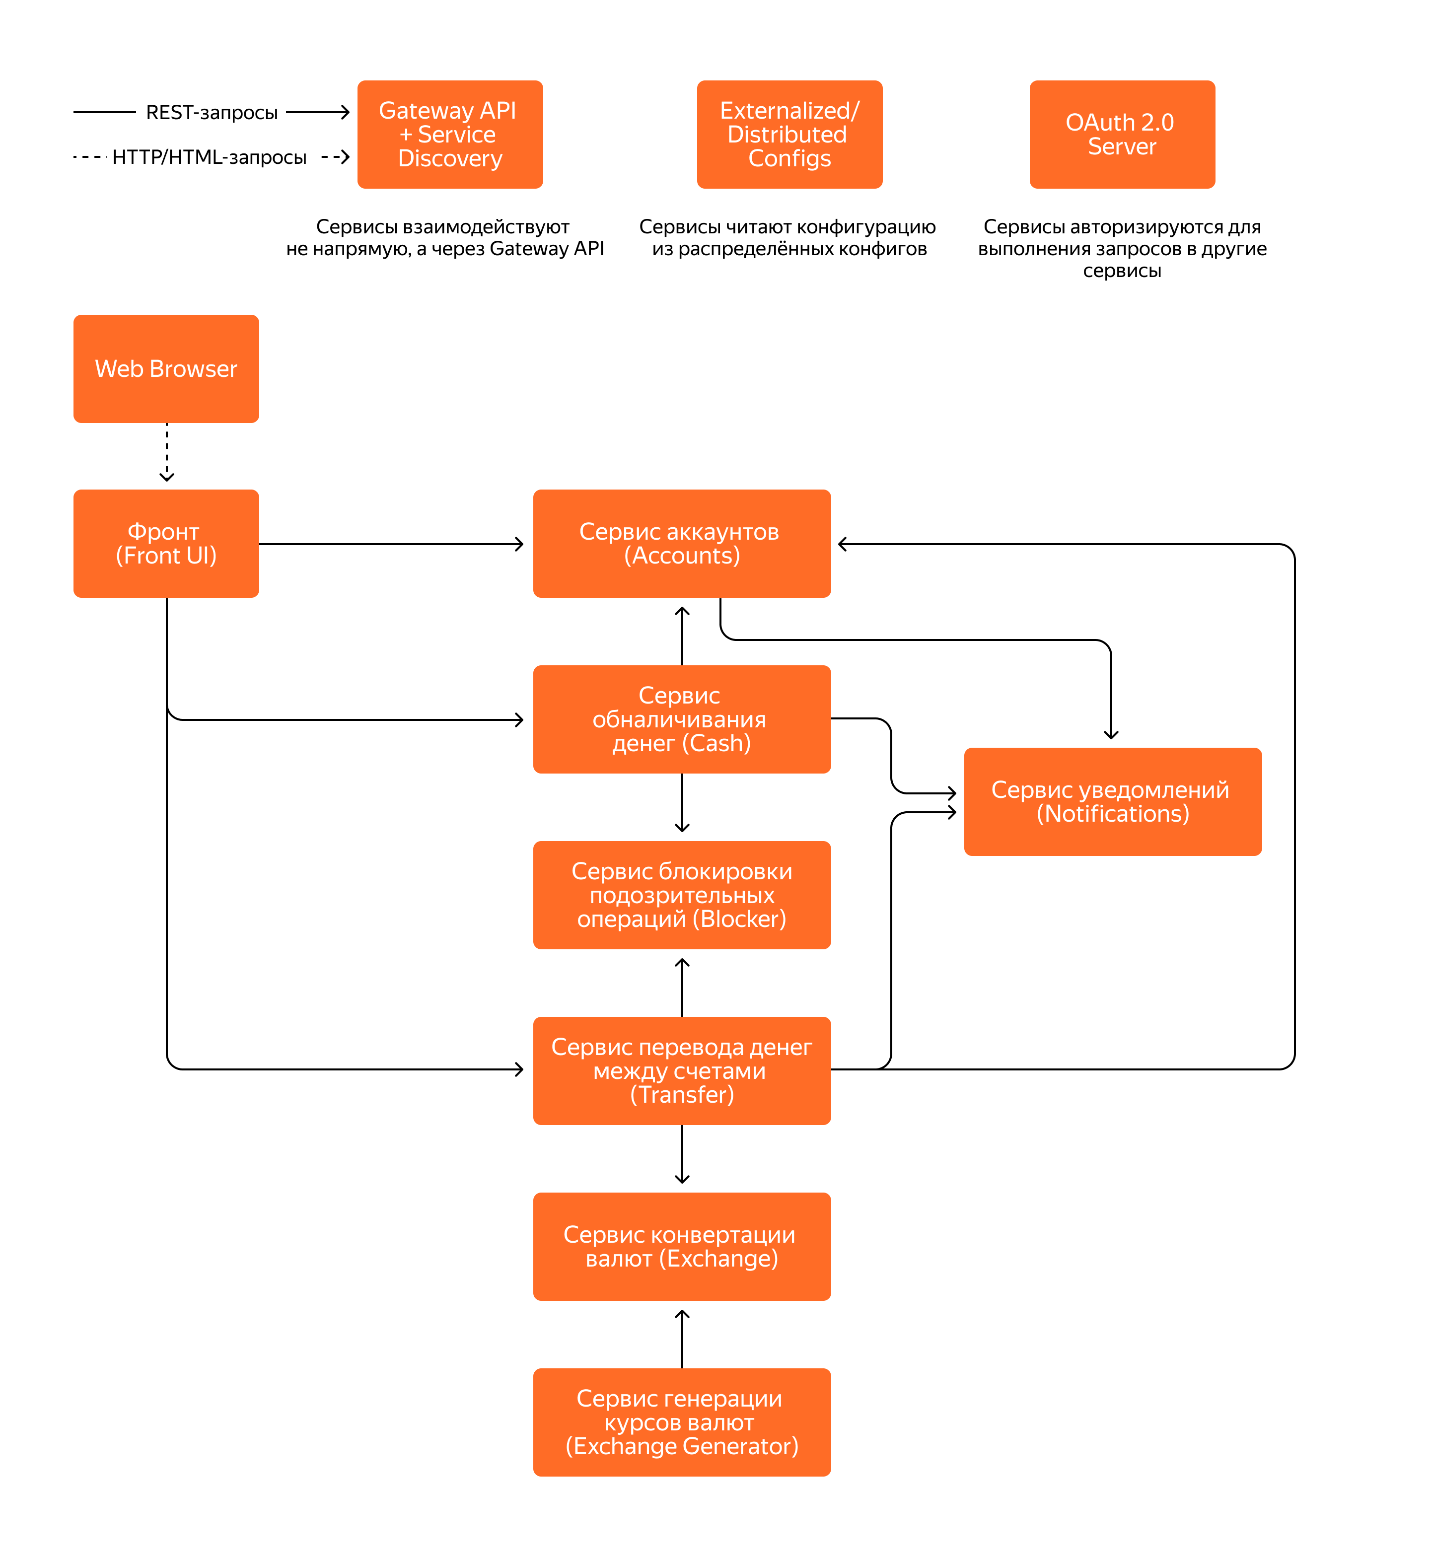 REST-запросы
HTTP/HTML-запросы
Gateway API
+ Service
Discovery
Externalized/
Distributed
Configs
OAuth 2.0
Server
Сервисы взаимодействуют
не напрямую, а через Gateway API
Сервисы читают конфигурацию
из распределённых конфигов
Сервисы авторизируются для
выполнения запросов в другие
сервисы
Web Browser
Фронт
(Front UI)
Сервис аккаунтов
(Accounts)
Сервис
обналичивания
денег (Cash)
Сервис уведомлений
(Notifications)
Сервис блокировки
подозрительных
операций (Blocker)
Сервис перевода денег
между счетами
(Transfer)
Сервис конвертации
валют (Exchange)
Сервис генерации
курсов валют
(Exchange Generator)